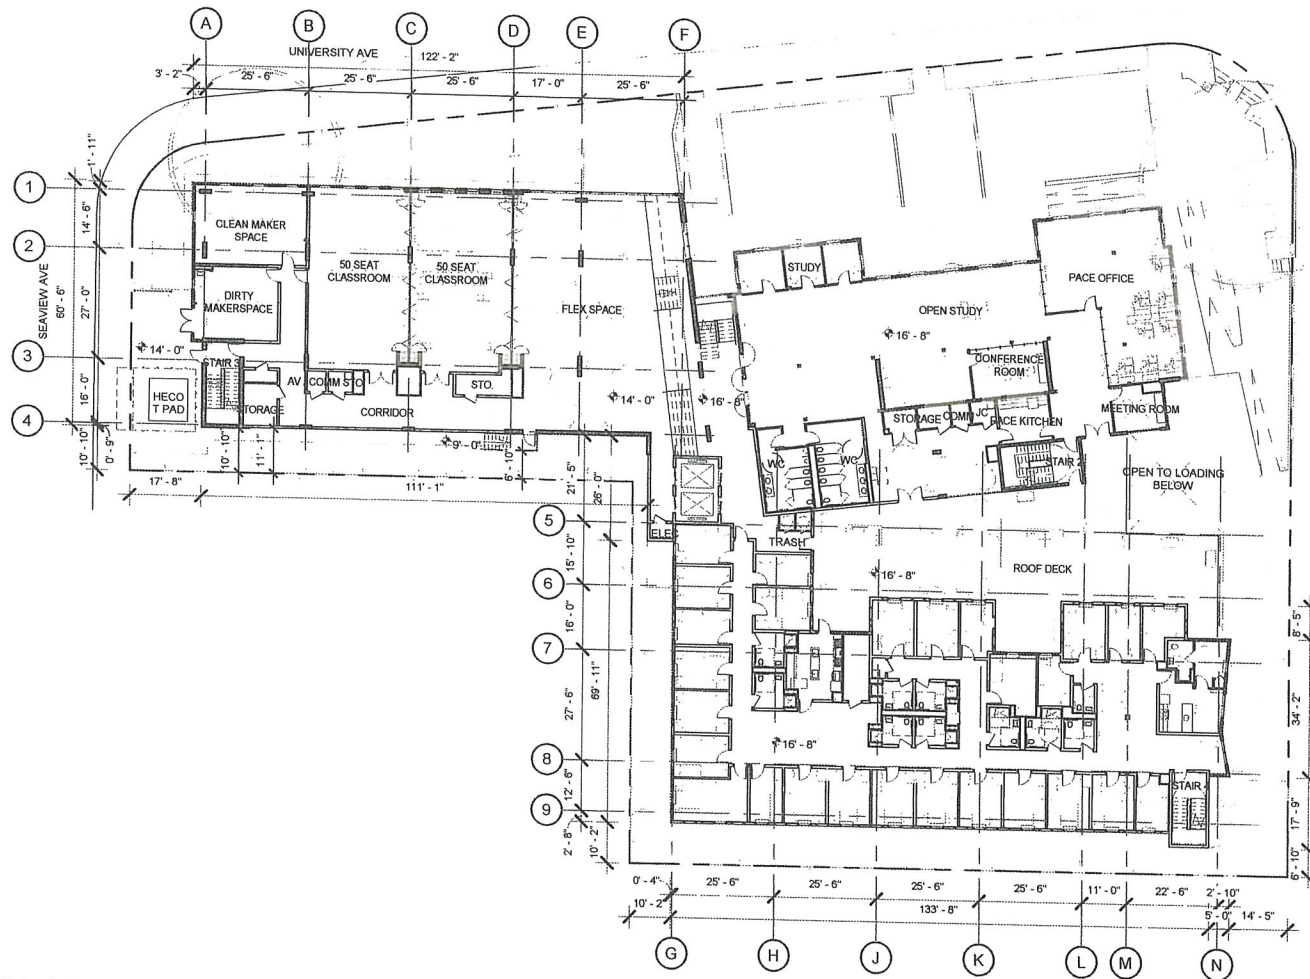 A
B
C
D
E
F
UNIVERSITY AVE
122' - 2"
3' - 2"
25' - 6"
25' - 6"
25' - 6"
17' - 0"
25' - 6"
1' - 11"
1
14' - 6"
2
SEAVIEW AVE
60' - 6"
27' - 0"
3
16' - 0"
4
10' - 10"
0' - 9"
CLEAN MAKER
SPACE
DIRTY
MAKERSPACE
50 SEAT
CLASSROOM
50 SEAT
CLASSROOM
FLEX SPACE
STUDY
OPEN STUDY
PACE OFFICE
16' - 8"
14' - 0"
STAIR 3
HECO
T PAD
STORAGE
AV
COMM
STO
STO.
CORRIDOR
14' - 0"
16' - 8"
9' - 0"
CONFERENCE
ROOM
STORAGE
COMM
JC
PACE KITCHEN
MEETING ROOM
WC
WC
STAIR 2
OPEN TO LOADING
BELOW
10' - 10"
11' - 1"
6' - 10"
17' - 8"
111' - 1"
21' - 5"
26' - 0"
5
ELEC
TRASH
15' - 10"
6
16' - 8"
ROOF DECK
16' - 0"
7
69' - 11"
27' - 6"
8
16' - 8"
12' - 6"
9
2' - 8"
10' - 2"
STAIR 4
8' - 5"
34' - 2"
17' - 9"
6' - 10"
0' - 4"
25' - 6"
25' - 6"
25' - 6"
25' - 6"
11' - 0"
22' - 6"
2' - 10"
10' - 2"
133' - 8"
5' - 0"
14' - 5"
G
H
J
K
L
M
N